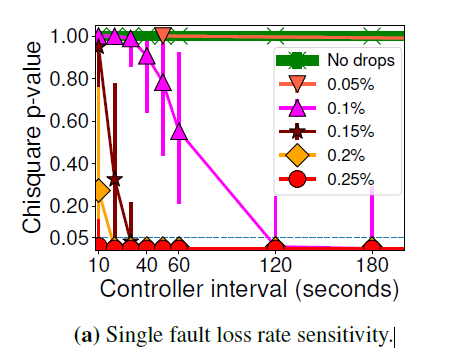 Chisquare p-value
1.00
0.80
0.60
0.40
0.20
0.05
No drops
0.05%
0.1%
0.15%
0.2%
0.25%
10 40 60 120 180
Controller interval (seconds)
(a) Single fault loss rate sensitivity.